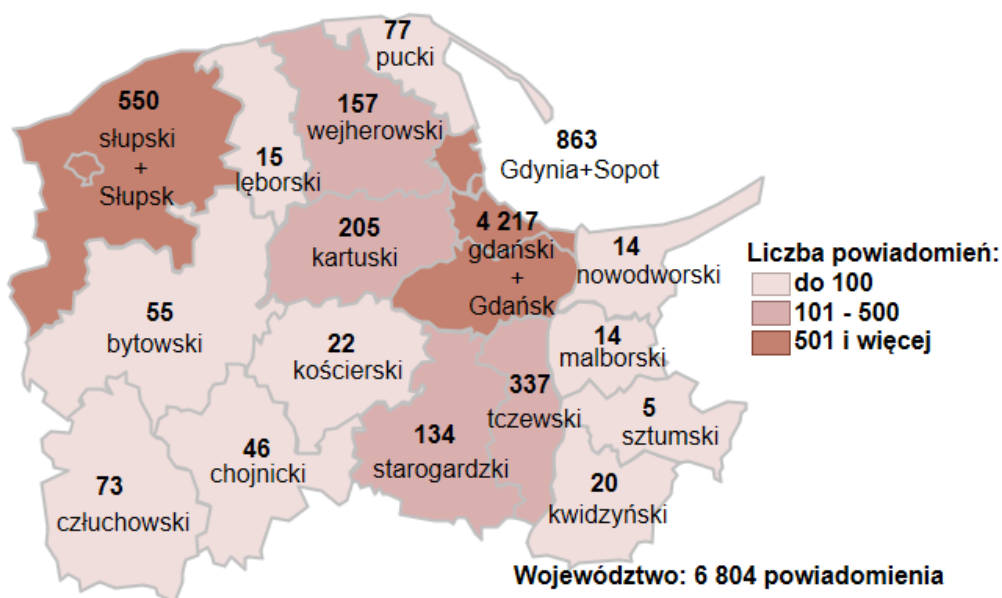 77
pucki
550
słupski
+
Słupsk
157
wejherowski
863
Gdynia+Sopot
15
lęborski
205
kartuski
4 217
gdański
+
Gdańsk
14
nowodworski
Liczba powiadomień:
do 100
101 - 500
501 i więcej
55
bytowski
22
kościerski
14
malborski
337
tczewski
5
sztumski
134
starogardzki
46
chojnicki
73
człuchowski
20
kwidzyński
Województwo: 6 804 powiadomienia